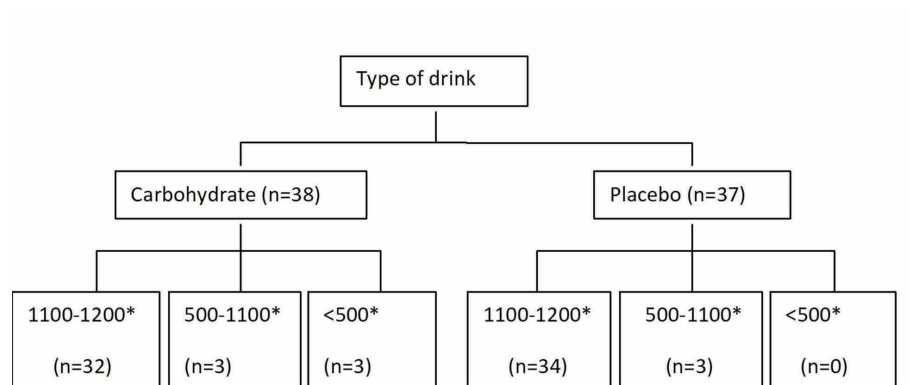 Type of drink
Carbohydrate (n=38)
Placebo (n=37)
1100-1200*
(n=32)
500-1100*
(n=3)
<500*
(n=3)
1100-1200*
(n=34)
500-1100*
(n=3)
<500*
(n=0)